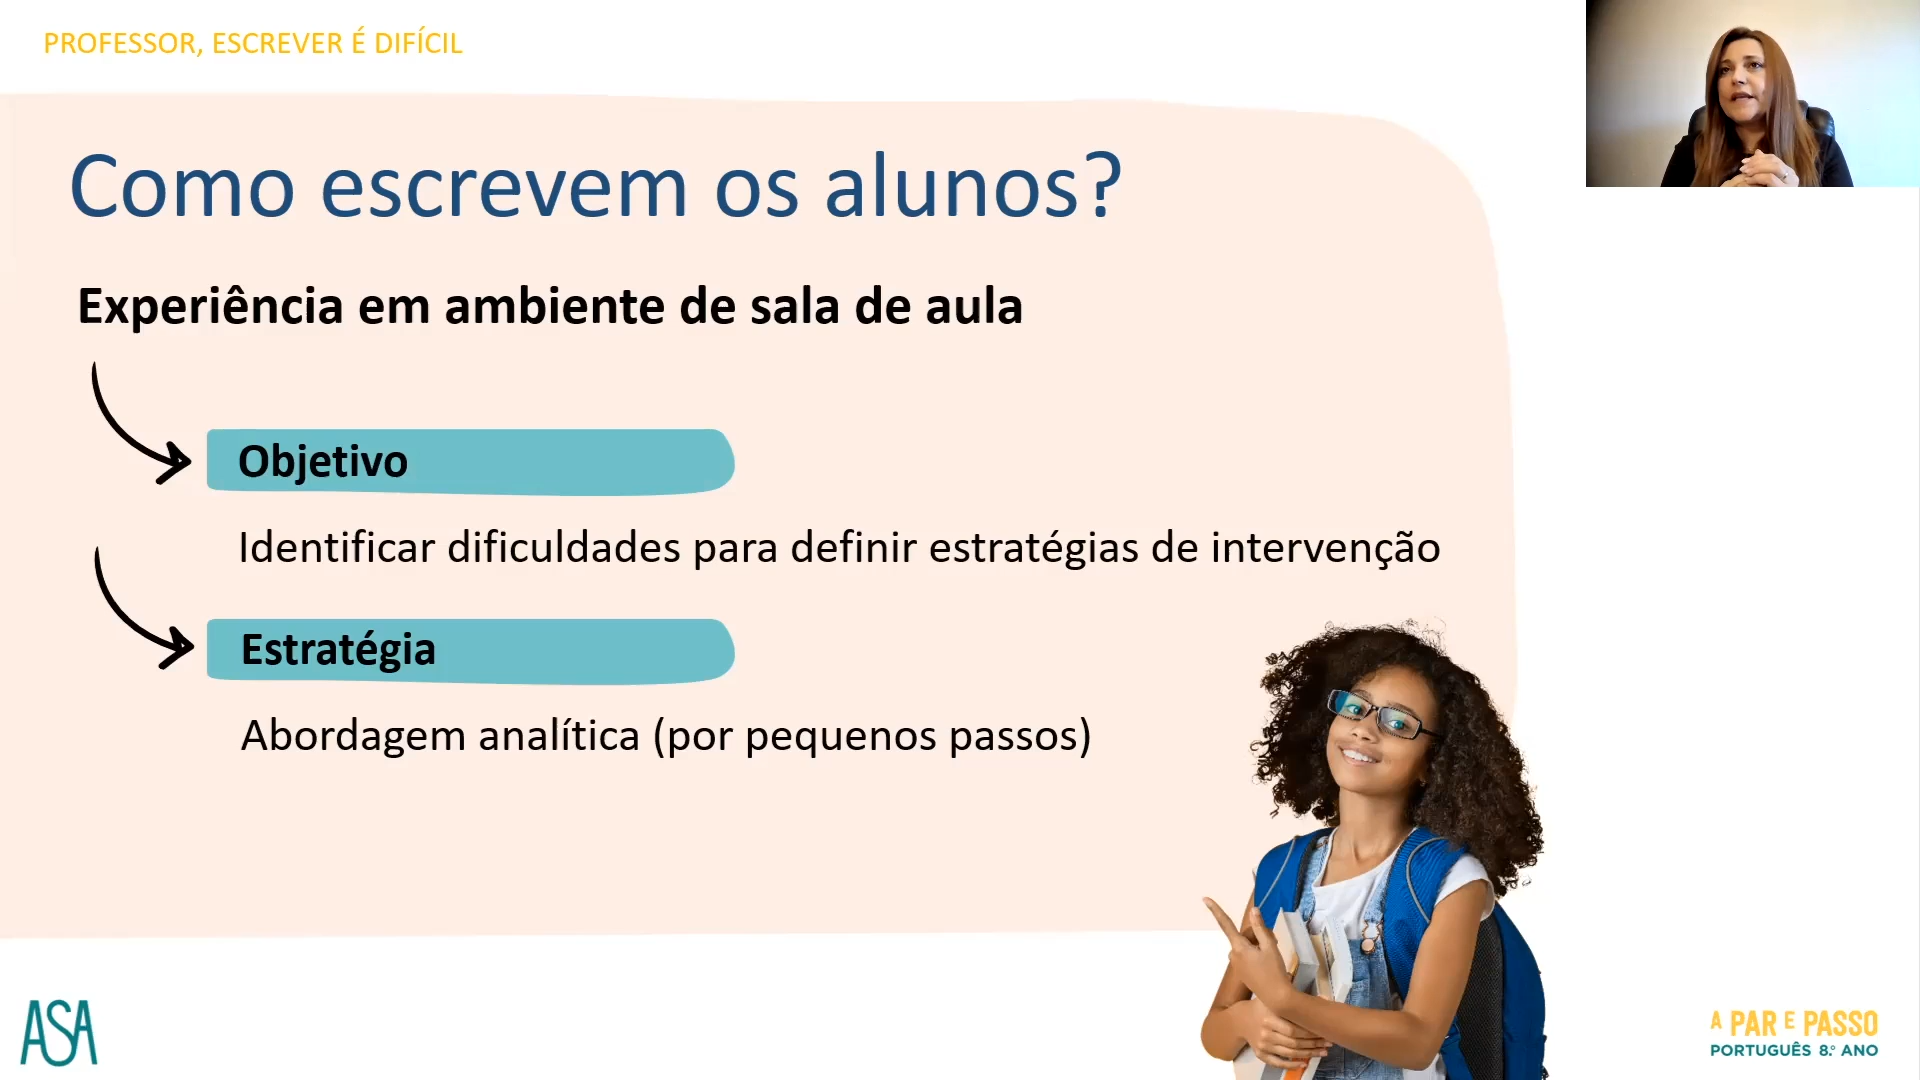 PROFESSOR, ESCREVER É DIFÍCIL
Como escrevem os alunos?
Experiência em ambiente de sala de aula
Objetivo
Identificar dificuldades para definir estratégias de intervenção
Estratégia
Abordagem analítica (por pequenos passos)
ASA
A PAR E PASSO
PORTUGUÊS 8.º ANO